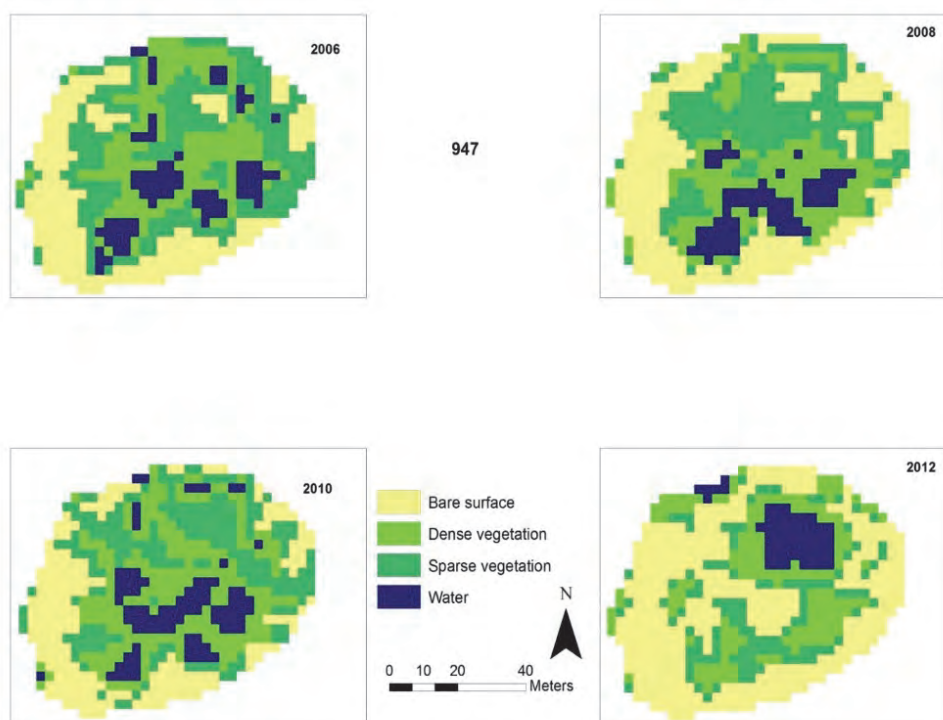 2006
2008
947
2010
2012
Bare surface
Dense vegetation
Sparse vegetation
Water
N
0 10 20 40
Meters